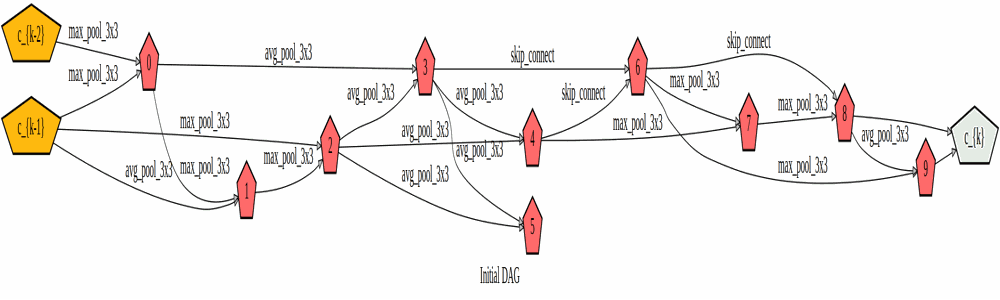 c_{k-2}
max_pool_3x3
0
avg_pool_3x3
3
skip_connect
6
skip_connect
max_pool_3x3
max_pool_3x3
avg_pool_3x3
avg_pool_3x3
skip_connect
8
max_pool_3x3
c_{k-1}
max_pool_3x3
2
avg_pool_3x3
4
max_pool_3x3
7
avg_pool_3x3
c_{k}
avg_pool_3x3
max_pool_3x3
max_pool_3x3
avg_pool_3x3
avg_pool_3x3
max_pool_3x3
9
1
5
Initial DAG